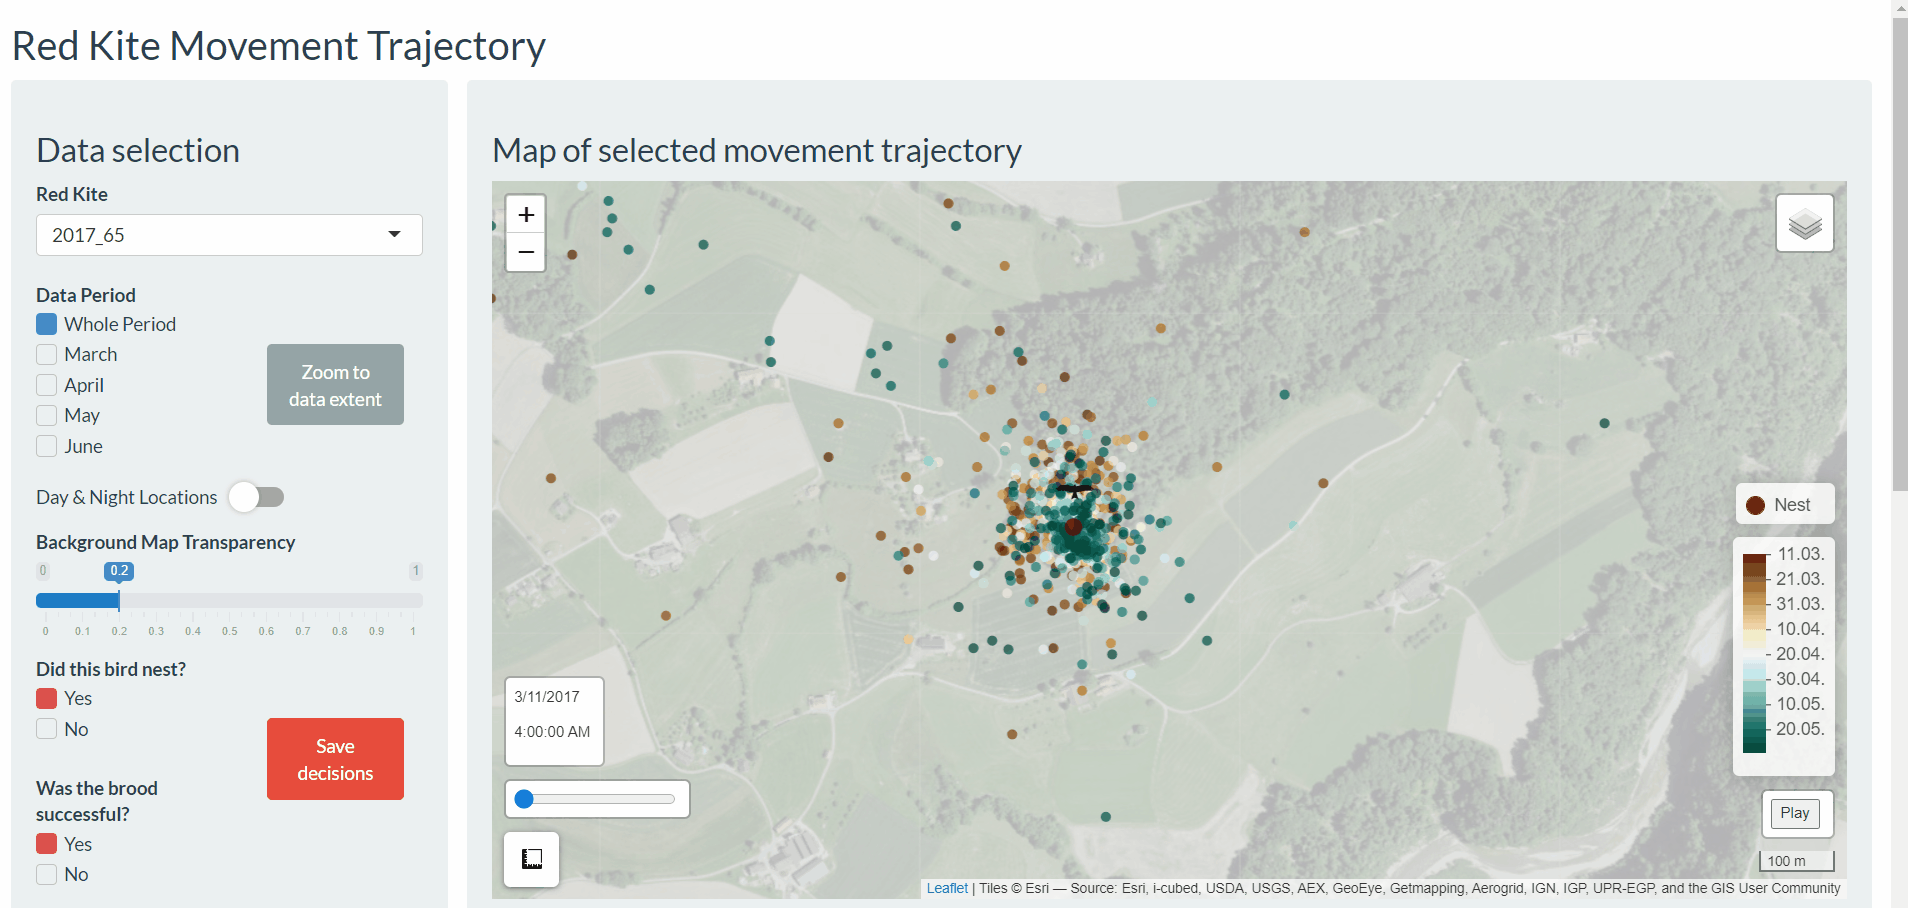 Red Kite Movement Trajectory
Data selection
Red Kite
2017_65
Data Period
Whole Period
March
April
May
June
Zoom to
data extent
Day & Night Locations
Background Map Transparency
0
0.2
1
0 0.1 0.2 0.3 0.4 0.5 0.6 0.7 0.8 0.9 1
Did this bird nest?
Yes
No
Save
decisions
Was the brood
successful?
Yes
No
Map of selected movement trajectory
+
−
Nest
11.03.
21.03.
31.03.
10.04.
20.04.
30.04.
10.05.
20.05.
3/11/2017
4:00:00 AM
Play
100 m
Leaflet | Tiles © Esri — Source: Esri, i-cubed, USDA, USGS, AEX, GeoEye, Getmapping, Aerogrid, IGN, IGP, UPR-EGP, and the GIS User Community